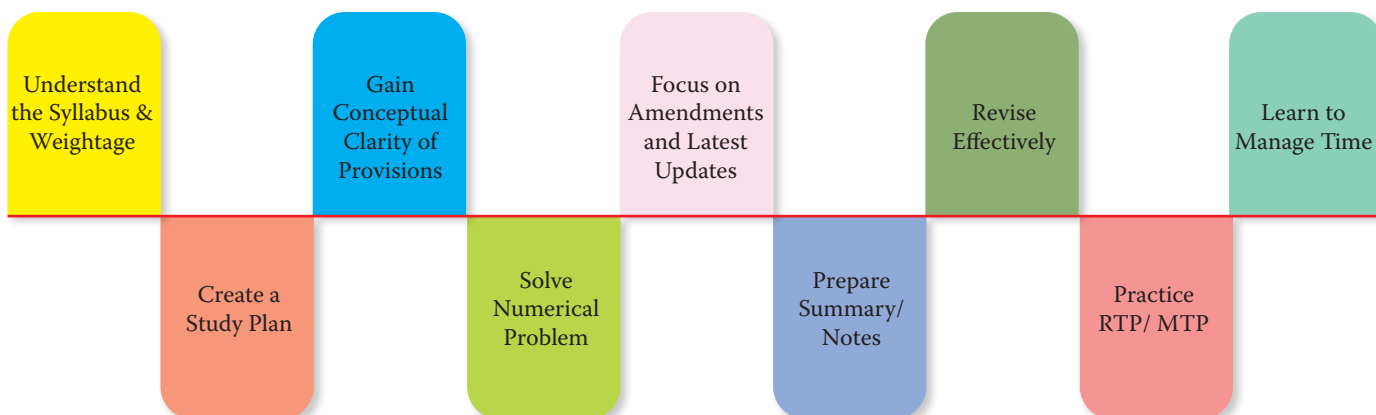 Understand
the Syllabus &
Weightage
Create a
Study Plan
Gain
Conceptual
Clarity of
Provisions
Solve
Numerical
Problem
Focus on
Amendments
and Latest
Updates
Prepare
Summary/
Notes
Revise
Effectively
Practice
RTP/ MTP
Learn to
Manage Time